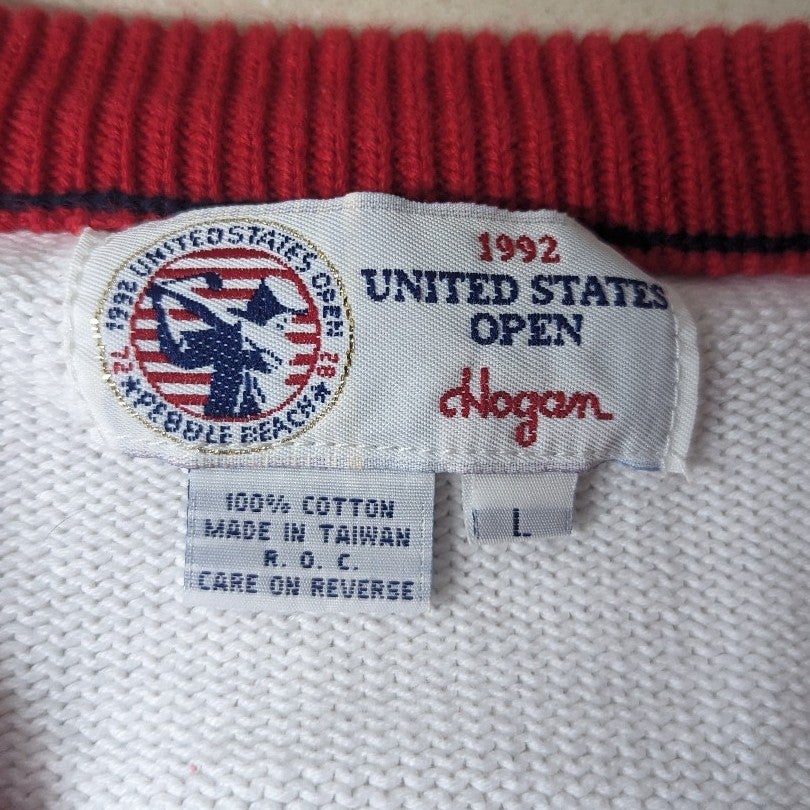 1992 UNITED STATES OPEN
'72 '82
★PEBBLE BEACH★
1992
UNITED STATES
OPEN
Hogan
100% COTTON
MADE IN TAIWAN
R. O. C.
CARE ON REVERSE
L